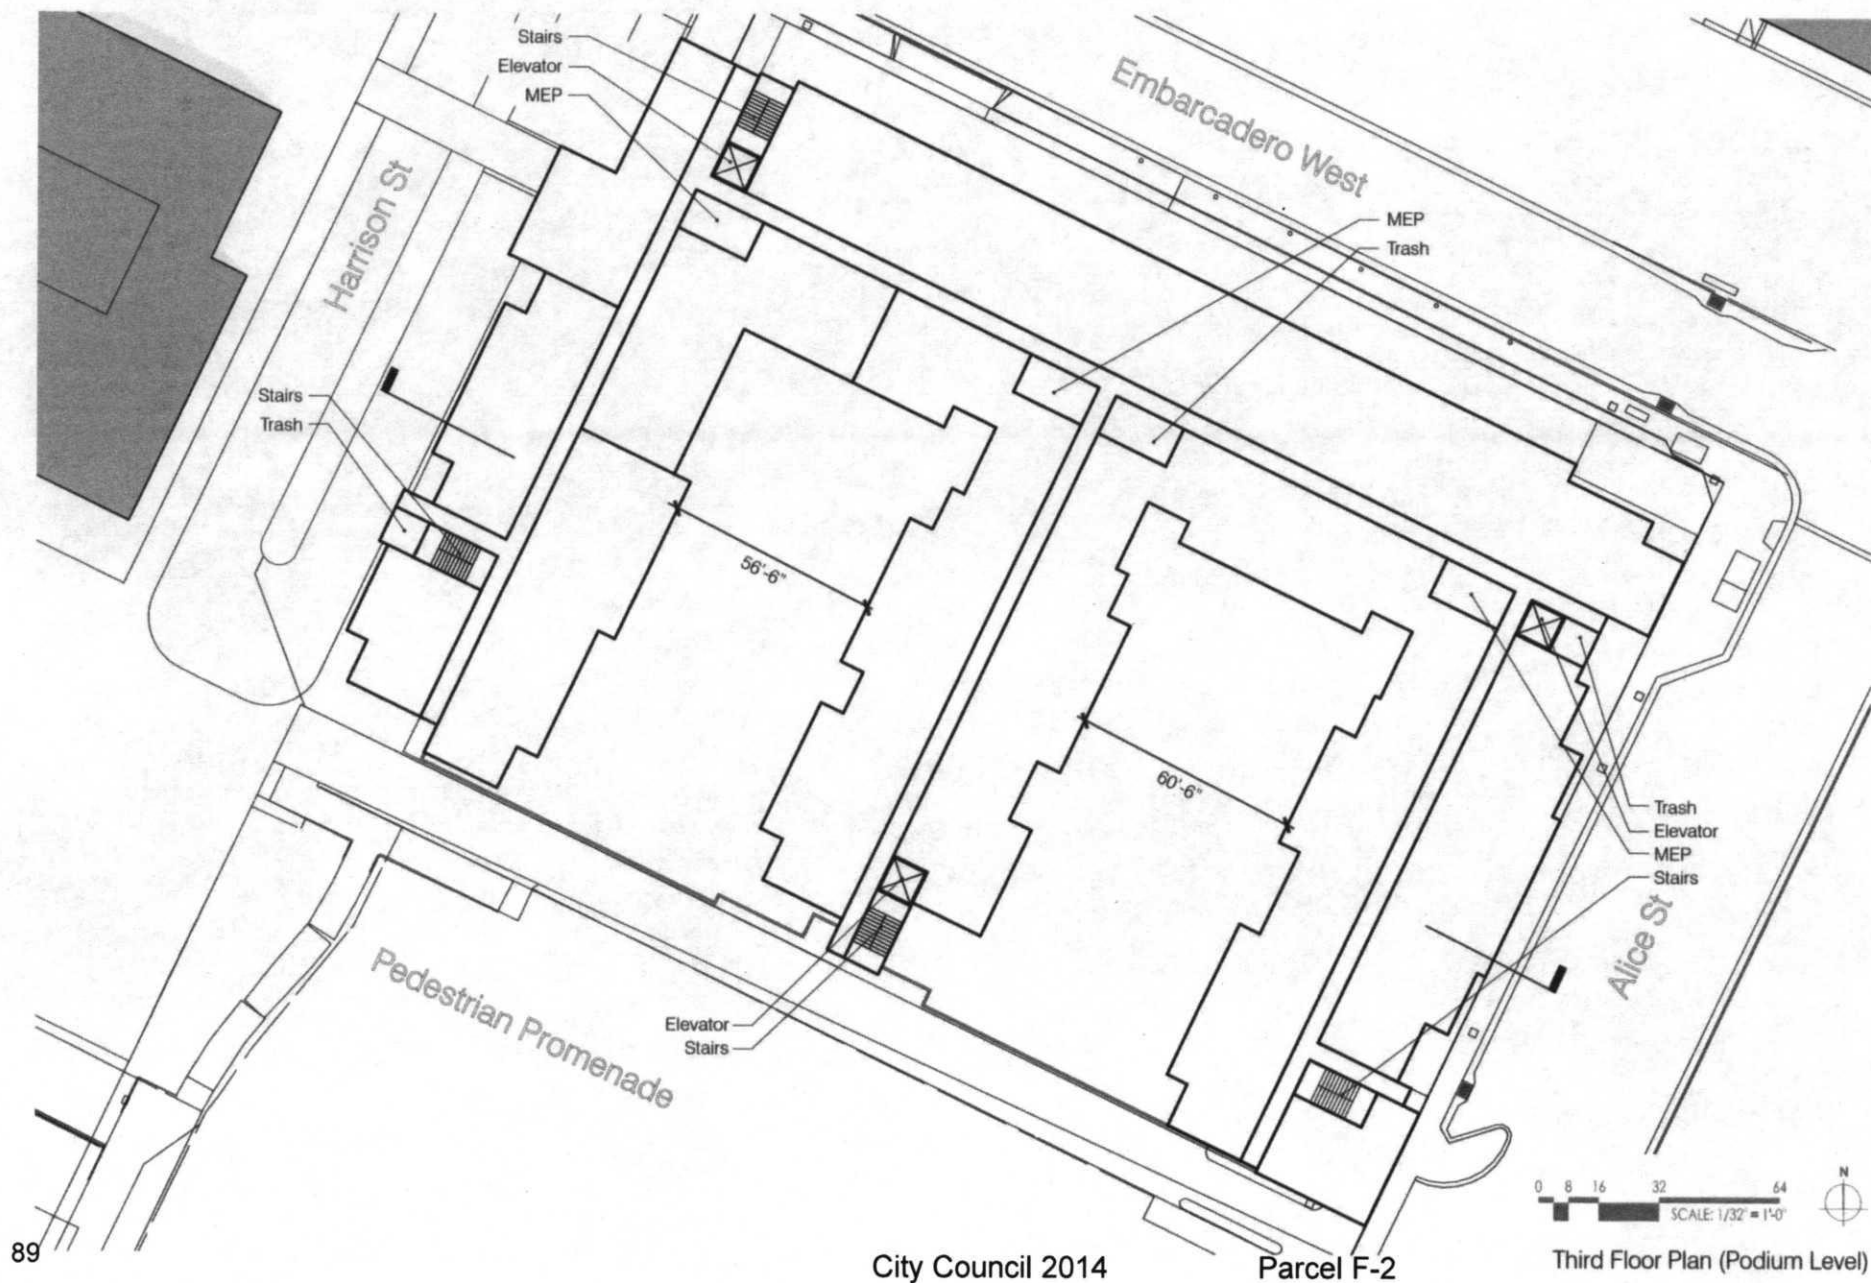 Stairs
Elevator
MEP
Embarcadero West
Harrison St
MEP
Trash
Stairs
Trash
56'-6"
60'-6"
Trash
Elevator
MEP
Stairs
Alice St
Pedestrian Promenade
Elevator
Stairs
N
0 8 16 32 64
SCALE: 1/32" = 1'-0"
89
City Council 2014
Parcel F-2
Third Floor Plan (Podium Level)